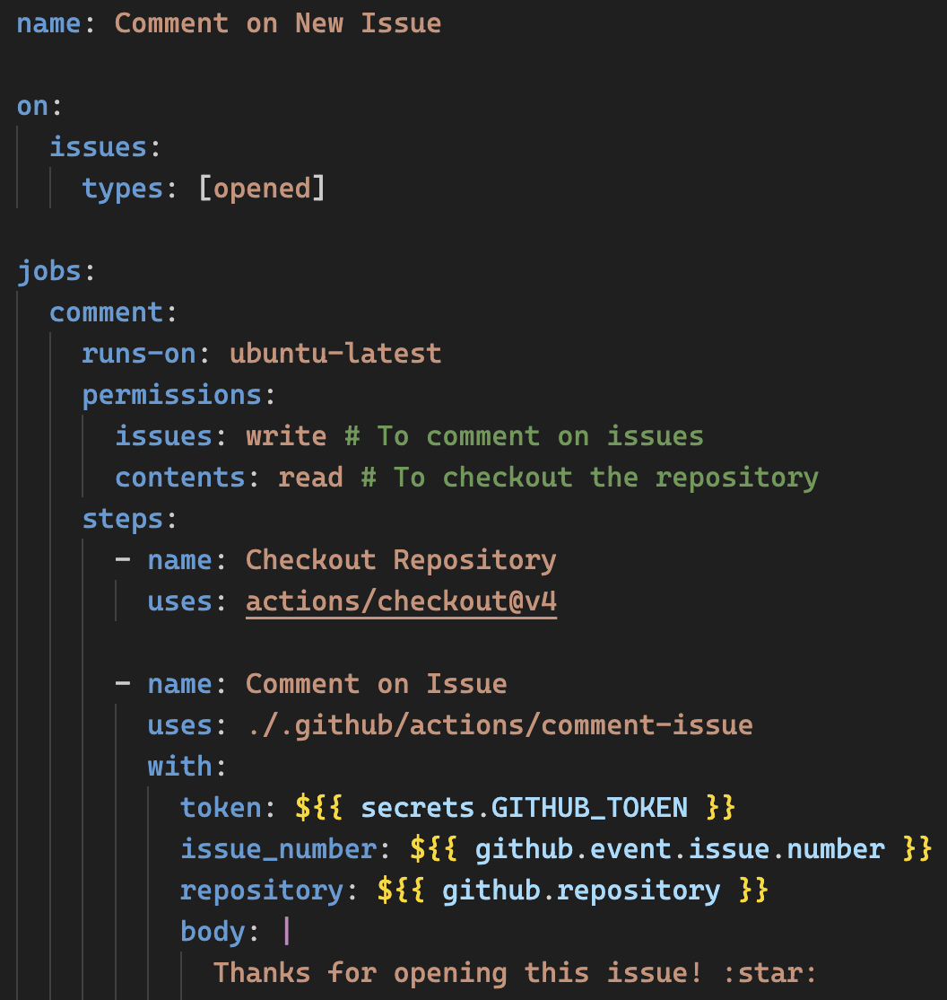 name: Comment on New Issue
on:
issues:
types: [opened]
jobs:
comment:
runs-on: ubuntu-latest
permissions:
issues: write # To comment on issues
contents: read # To checkout the repository
steps:
- name: Checkout Repository
uses: actions/checkout@v4
- name: Comment on Issue
uses: ./.github/actions/comment-issue
with:
token: ${{ secrets.GITHUB_TOKEN }}
issue_number: ${{ github.event.issue.number }}
repository: ${{ github.repository }}
body: |
Thanks for opening this issue! :star: